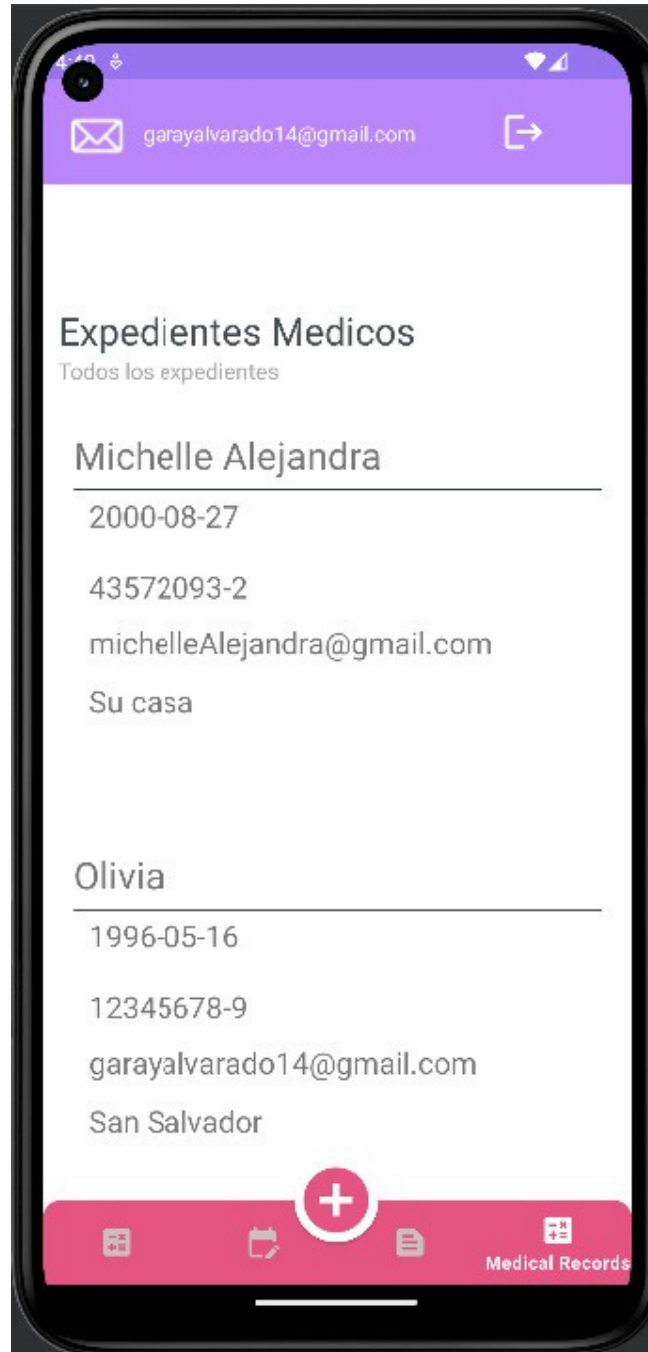 garayalvarado14@gmail.com
Expedientes Medicos
Todos los expedientes
Michelle Alejandra
2000-08-27
43572093-2
michelleAlejandra@gmail.com
Su casa
Olivia
1996-05-16
12345678-9
garayalvarado14@gmail.com
San Salvador
Medical Records